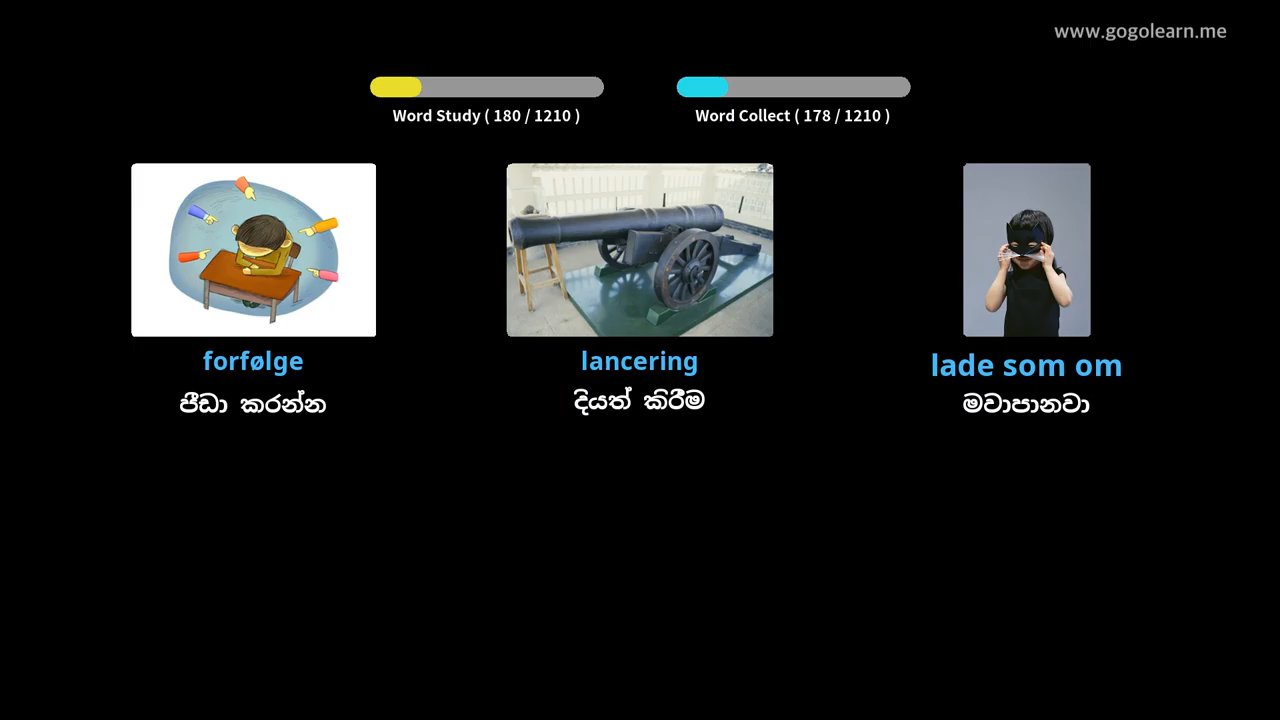 www.gogolearn.me
Word Study ( 180 / 1210 )
Word Collect ( 178 / 1210 )
forfølge
පීඩා කරන්න
lancering
දියත් කිරීම
lade som om
මවාපානවා